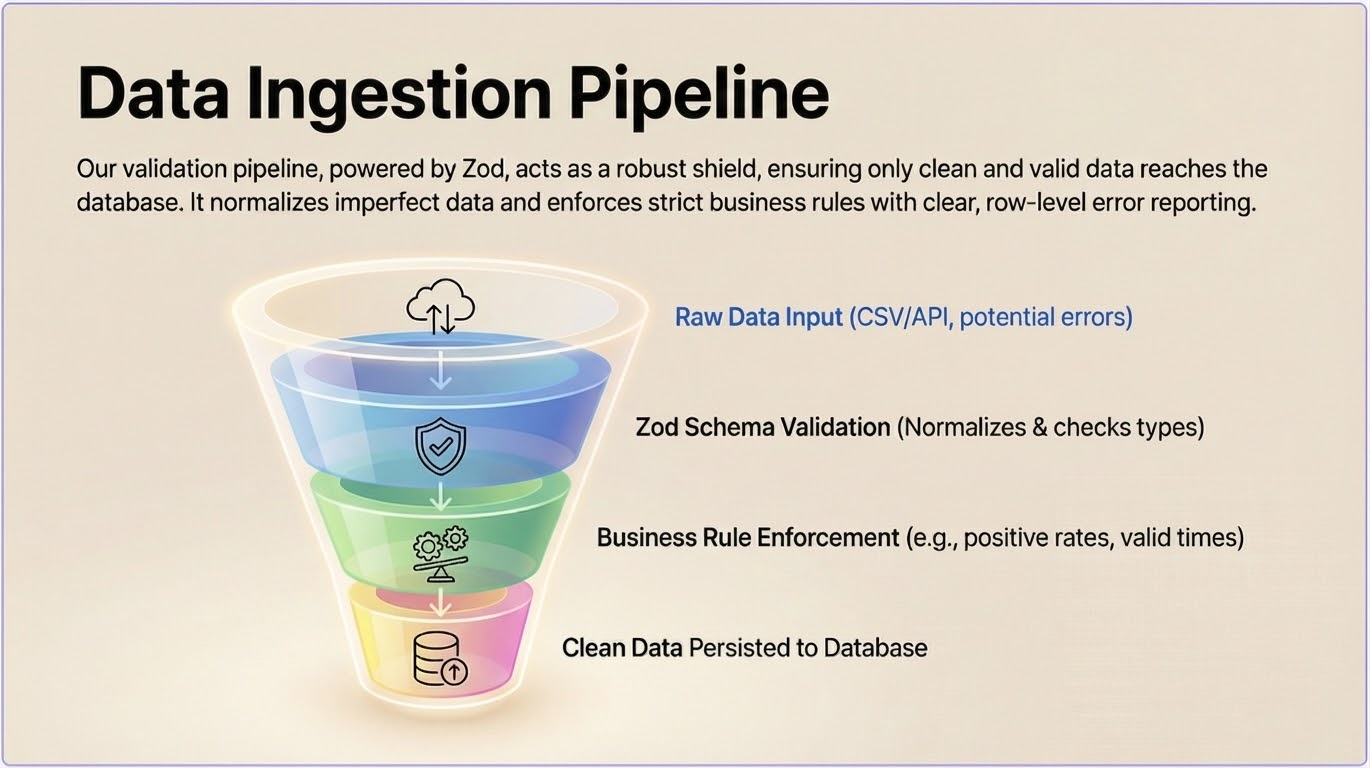 Data Ingestion Pipeline
Our validation pipeline, powered by Zod, acts as a robust shield, ensuring only clean and valid data reaches the
database. It normalizes imperfect data and enforces strict business rules with clear, row-level error reporting.
Raw Data Input (CSV/API, potential errors)
Zod Schema Validation (Normalizes & checks types)
Business Rule Enforcement (e.g., positive rates, valid times)
Clean Data Persisted to Database